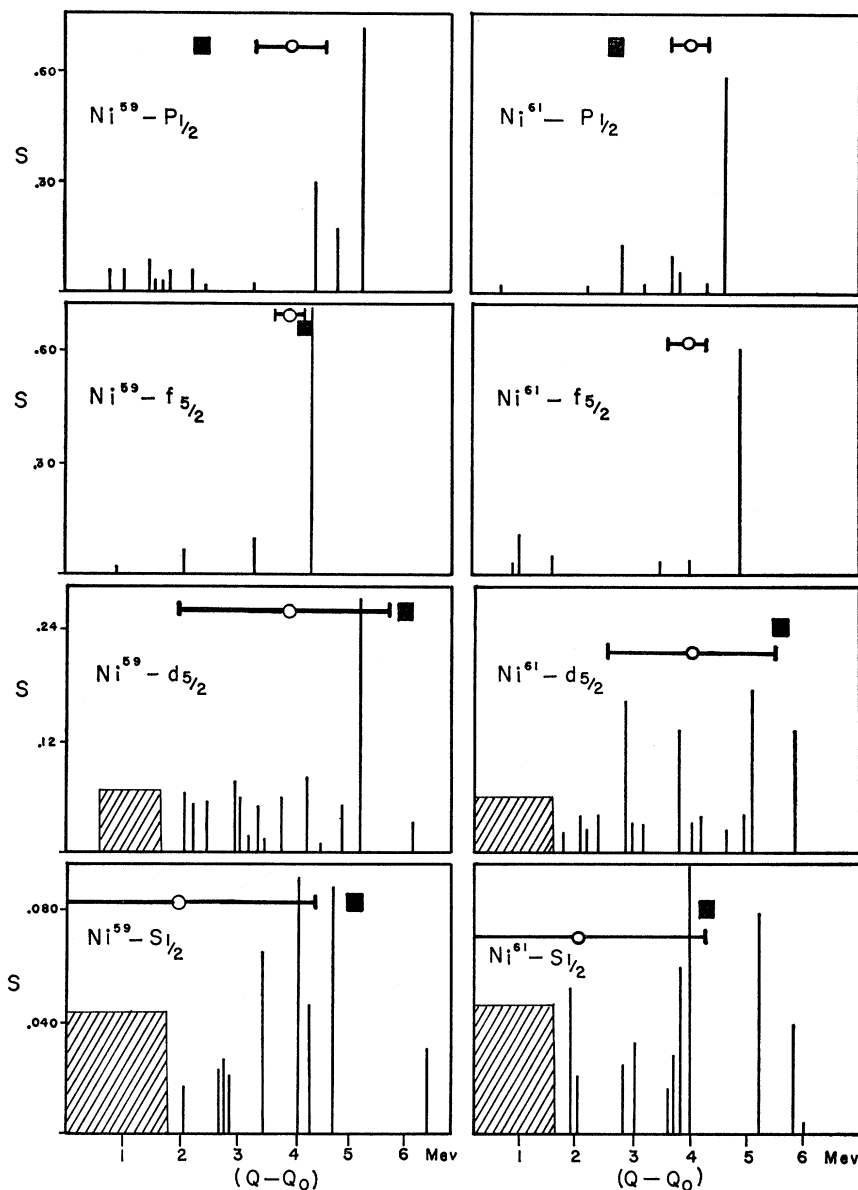 .60
Ni59 – P1/2
Ni61 – P1/2
S
.30
.60
Ni59 – f5/2
Ni61 – f5/2
S
.30
.24
Ni59 – d5/2
Ni61 – d5/2
S
.12
.080
Ni59 – S1/2
Ni61 – S1/2
S
.040
1 2 3 4 5 6 Mev
1 2 3 4 5 6 Mev
(Q–Q0)
(Q–Q0)